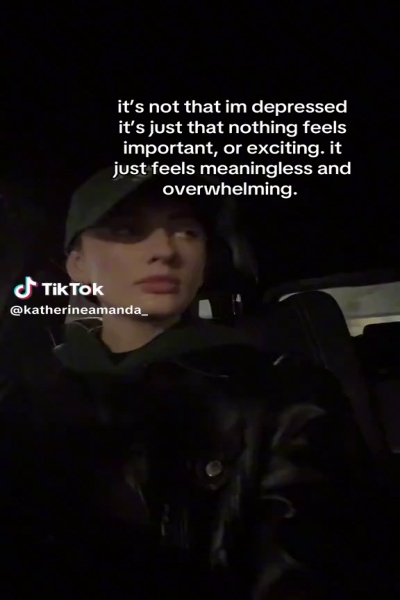 it's not that im depressed
it's just that nothing feels
important, or exciting. it
just feels meaningless and
overwhelming.
TikTok
@katherineamanda_